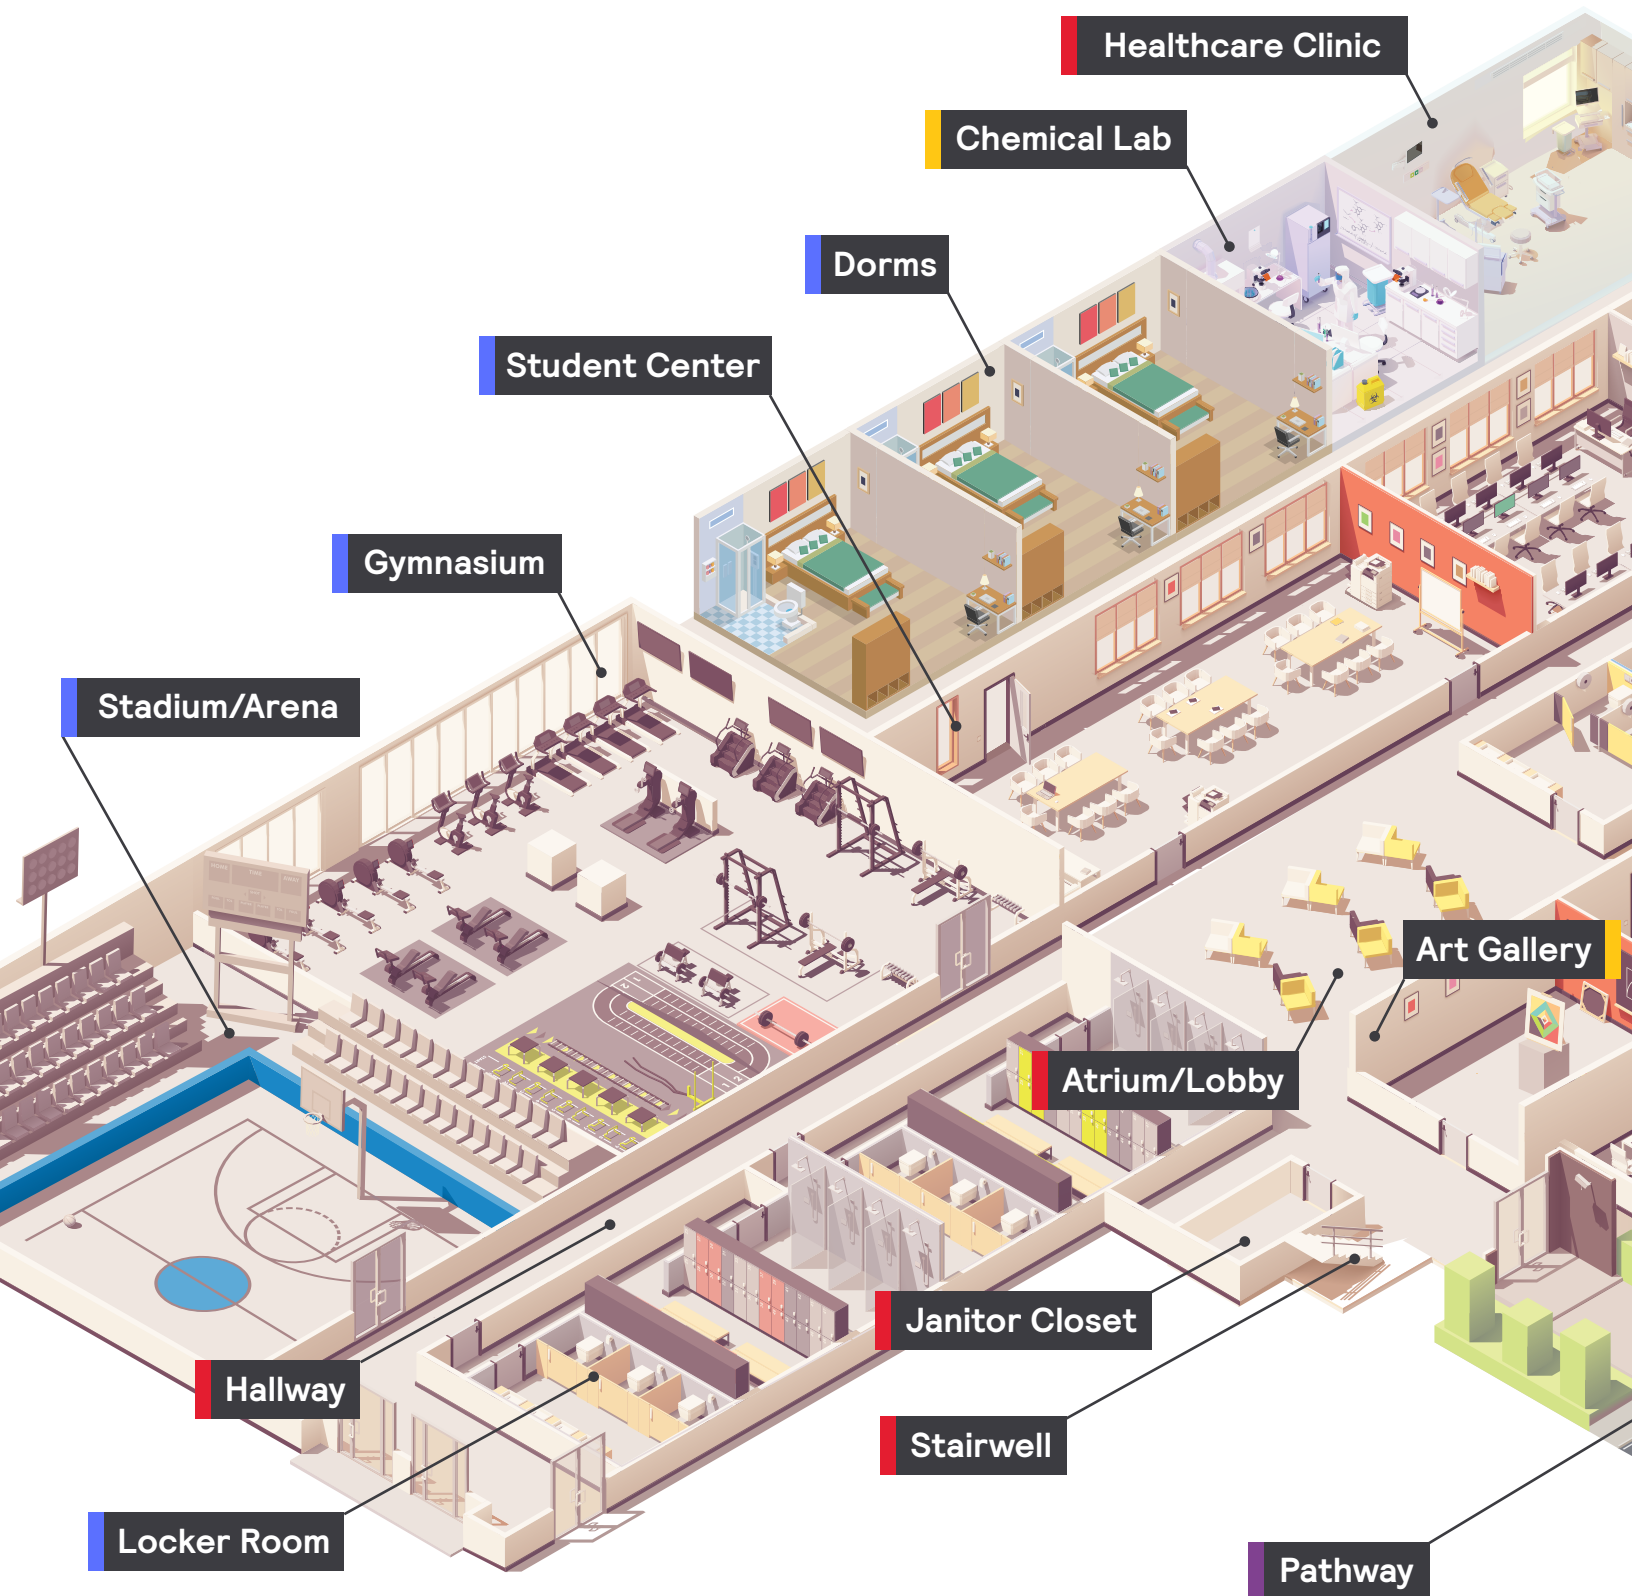 Healthcare Clinic
Chemical Lab
Dorms
Student Center
Gymnasium
Stadium/Arena
Art Gallery
Atrium/Lobby
Janitor Closet
Hallway
Stairwell
Locker Room
Pathway